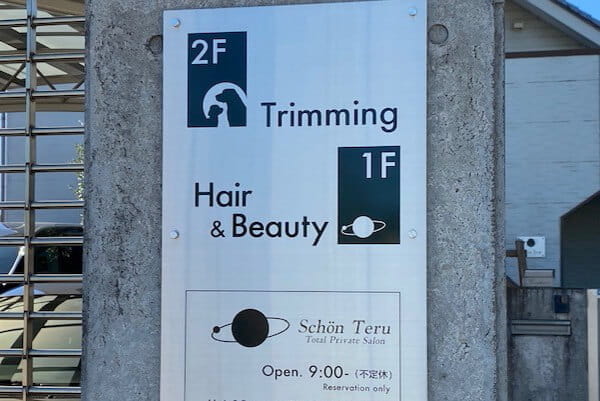 2F
Trimming
1F
Hair
& Beauty
Schön Teru
Total Private Salon
Open. 9:00- (不定休)
Reservation only